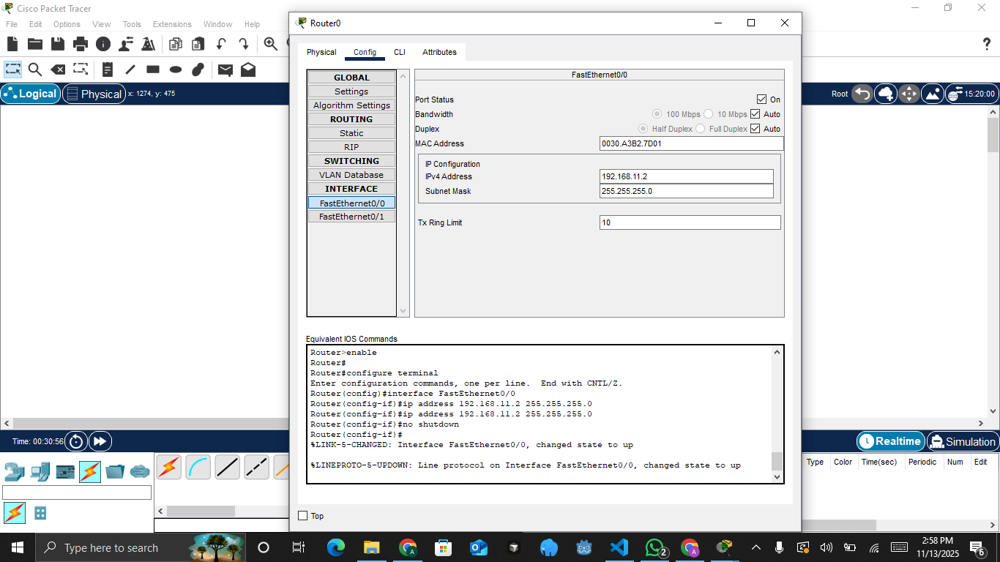 Cisco Packet Tracer
File Edit Options View Tools Extensions Window Help
Logical Physical x: 1274, y: 475
Root 15:20:00
Router0
Physical Config CLI Attributes
GLOBAL
Settings
Algorithm Settings
ROUTING
Static
RIP
SWITCHING
VLAN Database
INTERFACE
FastEthernet0/0
FastEthernet0/1
FastEthernet0/0
Port Status On
Bandwidth 100 Mbps 10 Mbps Auto
Duplex Half Duplex Full Duplex Auto
MAC Address 0030.A3B2.7D01
IP Configuration
IPv4 Address 192.168.11.2
Subnet Mask 255.255.255.0
Tx Ring Limit 10
Equivalent IOS Commands
Router>enable
Router#
Router#configure terminal
Enter configuration commands, one per line. End with CNTL/Z.
Router(config)#interface FastEthernet0/0
Router(config-if)#ip address 192.168.11.2 255.255.255.0
Router(config-if)#ip address 192.168.11.2 255.255.255.0
Router(config-if)#no shutdown
Router(config-if)#
%LINK-5-CHANGED: Interface FastEthernet0/0, changed state to up
%LINEPROTO-5-UPDOWN: Line protocol on Interface FastEthernet0/0, changed state to up
Top
Time: 00:30:56
Realtime Simulation
Type Color Time(sec) Periodic Num Edit
Type here to search
2
2:58 PM
11/13/2025
6